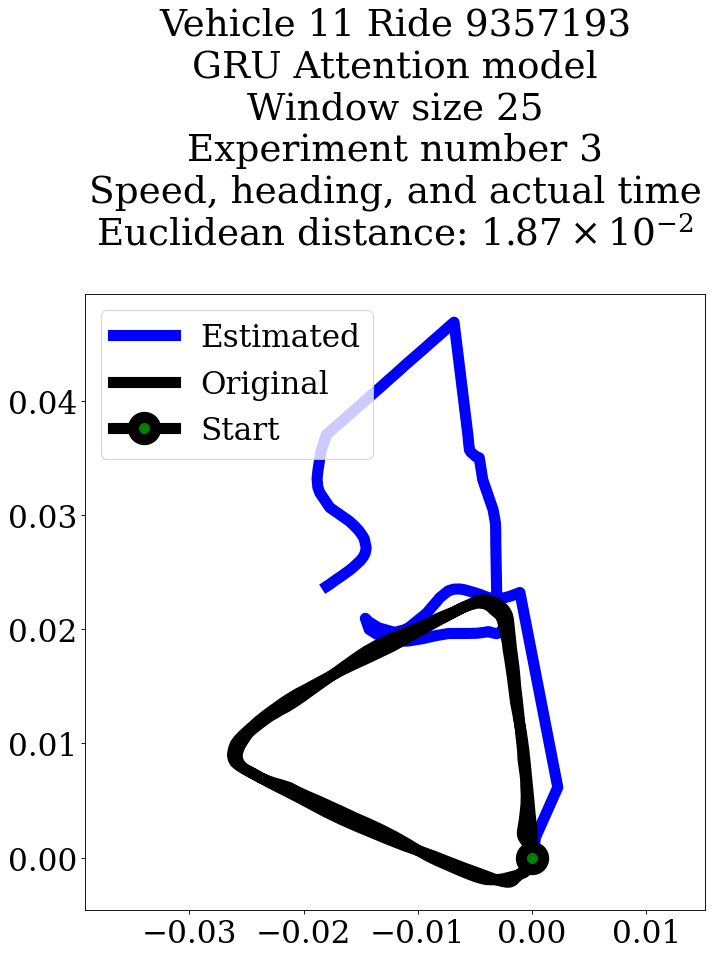 Vehicle 11 Ride 9357193
GRU Attention model
Window size 25
Experiment number 3
Speed, heading, and actual time
Euclidean distance: 1.87 × 10⁻²
Estimated
Original
Start
0.04
0.03
0.02
0.01
0.00
−0.03 −0.02 −0.01 0.00 0.01